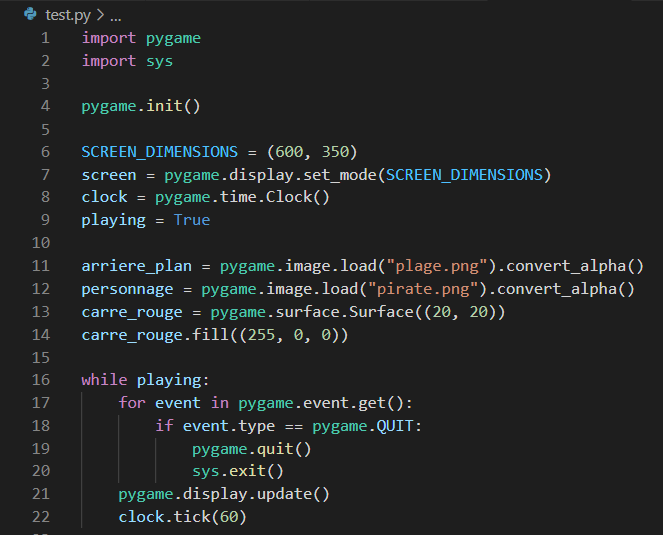 test.py > ...
1 import pygame
2 import sys
3
4 pygame.init()
5
6 SCREEN_DIMENSIONS = (600, 350)
7 screen = pygame.display.set_mode(SCREEN_DIMENSIONS)
8 clock = pygame.time.Clock()
9 playing = True
10
11 arriere_plan = pygame.image.load("plage.png").convert_alpha()
12 personnage = pygame.image.load("pirate.png").convert_alpha()
13 carre_rouge = pygame.surface.Surface((20, 20))
14 carre_rouge.fill((255, 0, 0))
15
16 while playing:
17     for event in pygame.event.get():
18         if event.type == pygame.QUIT:
19             pygame.quit()
20             sys.exit()
21     pygame.display.update()
22     clock.tick(60)